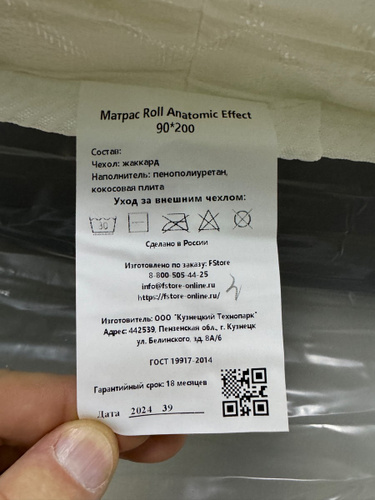 Матрас Roll Anatomic Effect
90*200
Состав:
Чехол: жаккард
Наполнитель: пенополиуретан,
кокосовая плита
Уход за внешним чехлом:
30
Сделано в России
Изготовлено по заказу: FStore
8-800-505-44-25
info@fstore-online.ru
https://fstore-online.ru/
Изготовитель: ООО "Кузнецкий Технопарк"
Адрес: 442539, Пензенская обл., г. Кузнецк
ул. Белинского, зд. 8А/6
ГОСТ 19917-2014
Гарантийный срок: 18 месяцев
Дата 2024 39